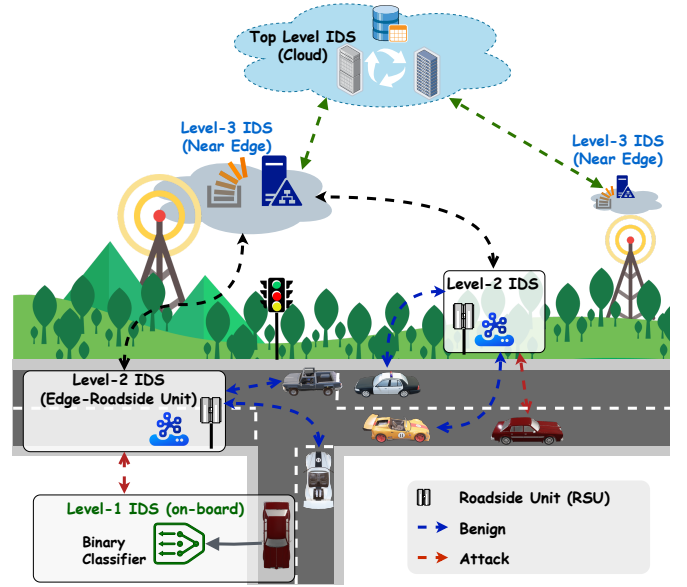 Top Level IDS
(Cloud)
Level-3 IDS
(Near Edge)
Level-3 IDS
(Near Edge)
Level-2 IDS
Level-2 IDS
(Edge-Roadside Unit)
Level-1 IDS (on-board)
Binary
Classifier
Roadside Unit (RSU)
Benign
Attack